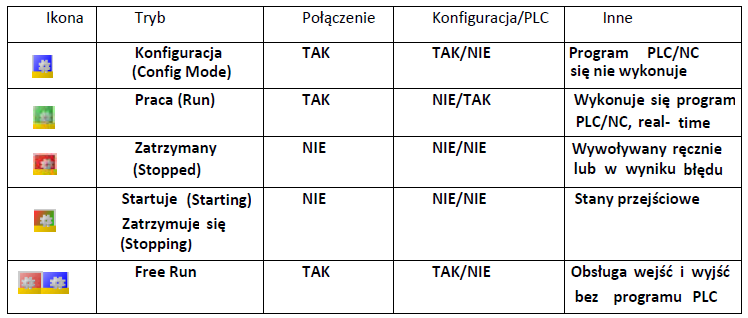 Ikona Tryb Połączenie Konfiguracja/PLC Inne
Konfiguracja TAK TAK/NIE Program PLC/NC
(Config Mode) się nie wykonuje
Praca (Run) TAK NIE/TAK Wykonuje się program
PLC/NC, real- time
Zatrzymany NIE NIE/NIE Wywoływany ręcznie
(Stopped) lub w wyniku błędu
Startuje (Starting) NIE NIE/NIE Stany przejściowe
Zatrzymuje się
(Stopping)
Free Run TAK TAK/NIE Obsługa wejść i wyjść
bez programu PLC